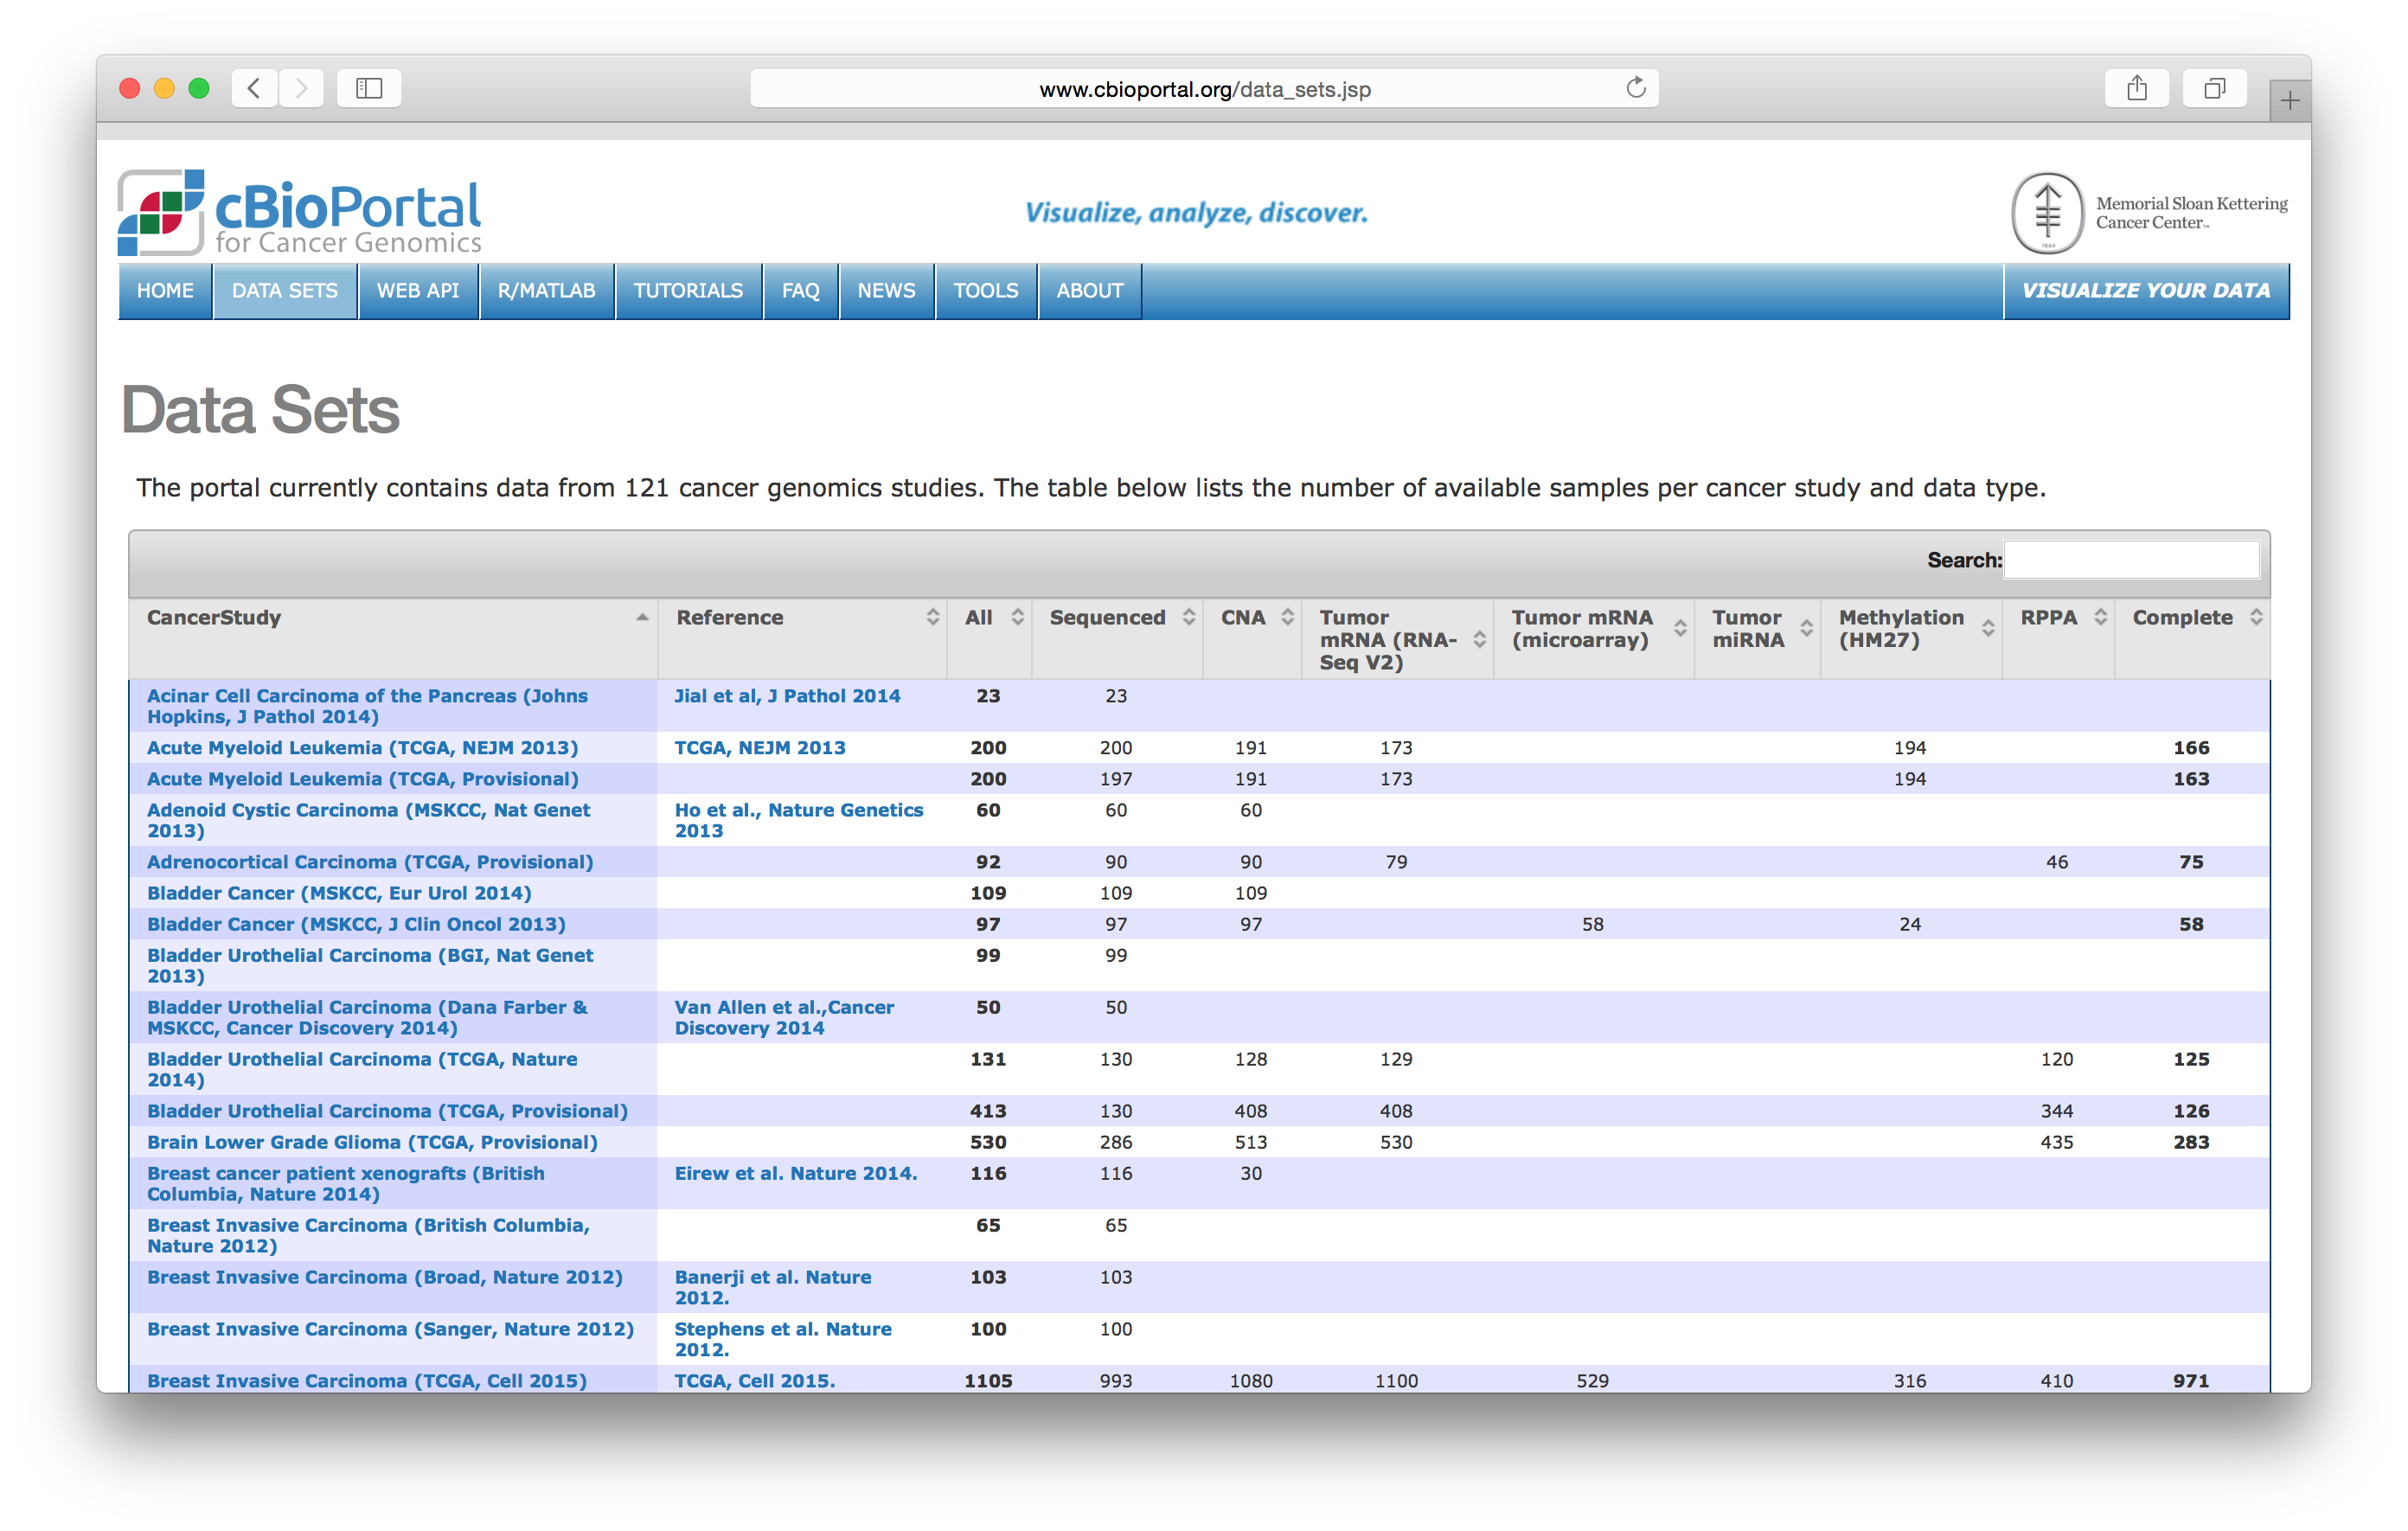 www.cbioportal.org/data_sets.jsp
cBioPortal
for Cancer Genomics
Visualize, analyze, discover.
Memorial Sloan Kettering
Cancer Center™
HOME DATA SETS WEB API R/MATLAB TUTORIALS FAQ NEWS TOOLS ABOUT VISUALIZE YOUR DATA
Data Sets
The portal currently contains data from 121 cancer genomics studies. The table below lists the number of available samples per cancer study and data type.
Search:
CancerStudy Reference All Sequenced CNA Tumor Tumor mRNA Tumor Methylation RPPA Complete
mRNA (RNA- (microarray) miRNA (HM27)
Seq V2)
Acinar Cell Carcinoma of the Pancreas (Johns Jial et al, J Pathol 2014 23 23
Hopkins, J Pathol 2014)
Acute Myeloid Leukemia (TCGA, NEJM 2013) TCGA, NEJM 2013 200 200 191 173 194 166
Acute Myeloid Leukemia (TCGA, Provisional) 200 197 191 173 194 163
Adenoid Cystic Carcinoma (MSKCC, Nat Genet Ho et al., Nature Genetics 60 60 60
2013) 2013
Adrenocortical Carcinoma (TCGA, Provisional) 92 90 90 79 46 75
Bladder Cancer (MSKCC, Eur Urol 2014) 109 109 109
Bladder Cancer (MSKCC, J Clin Oncol 2013) 97 97 97 58 24 58
Bladder Urothelial Carcinoma (BGI, Nat Genet 99 99
2013)
Bladder Urothelial Carcinoma (Dana Farber & Van Allen et al.,Cancer 50 50
MSKCC, Cancer Discovery 2014) Discovery 2014
Bladder Urothelial Carcinoma (TCGA, Nature 131 130 128 129 120 125
2014)
Bladder Urothelial Carcinoma (TCGA, Provisional) 413 130 408 408 344 126
Brain Lower Grade Glioma (TCGA, Provisional) 530 286 513 530 435 283
Breast cancer patient xenografts (British Eirew et al. Nature 2014. 116 116 30
Columbia, Nature 2014)
Breast Invasive Carcinoma (British Columbia, 65 65
Nature 2012)
Breast Invasive Carcinoma (Broad, Nature 2012) Banerji et al. Nature 103 103
2012.
Breast Invasive Carcinoma (Sanger, Nature 2012) Stephens et al. Nature 100 100
2012.
Breast Invasive Carcinoma (TCGA, Cell 2015) TCGA, Cell 2015. 1105 993 1080 1100 529 316 410 971